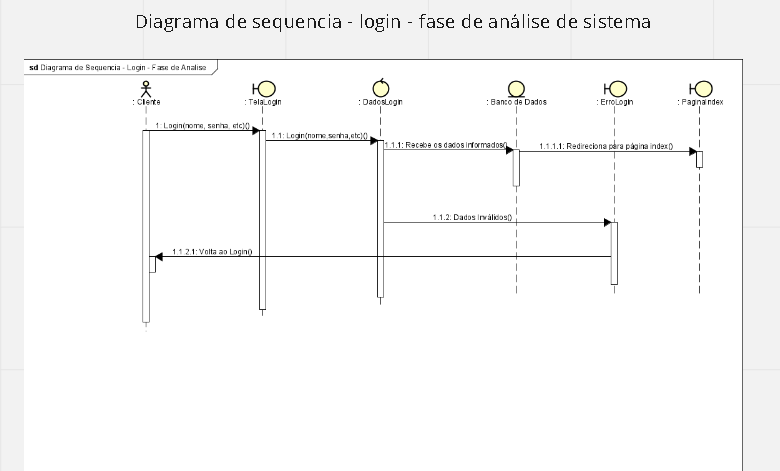 Diagrama de sequencia - login - fase de análise de sistema
sd Diagrama de Sequencia - Login - Fase de Analise
: Cliente
: TelaLogin
: DadosLogin
: Banco de Dados
: ErroLogin
: PaginaIndex
1: Login(nome, senha, etc)()
1.1: Login(nome,senha,etc)()
1.1.1: Recebe os dados informados()
1.1.1.1: Redireciona para página index()
1.1.2: Dados Inválidos()
1.1.2.1: Volta ao Login()